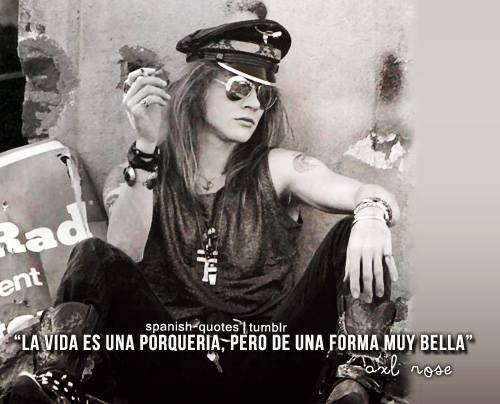 Rad
ent
spanish-quotes | tumblr
“LA VIDA ES UNA PORQUERIA, PERO DE UNA FORMA MUY BELLA”
axl rose